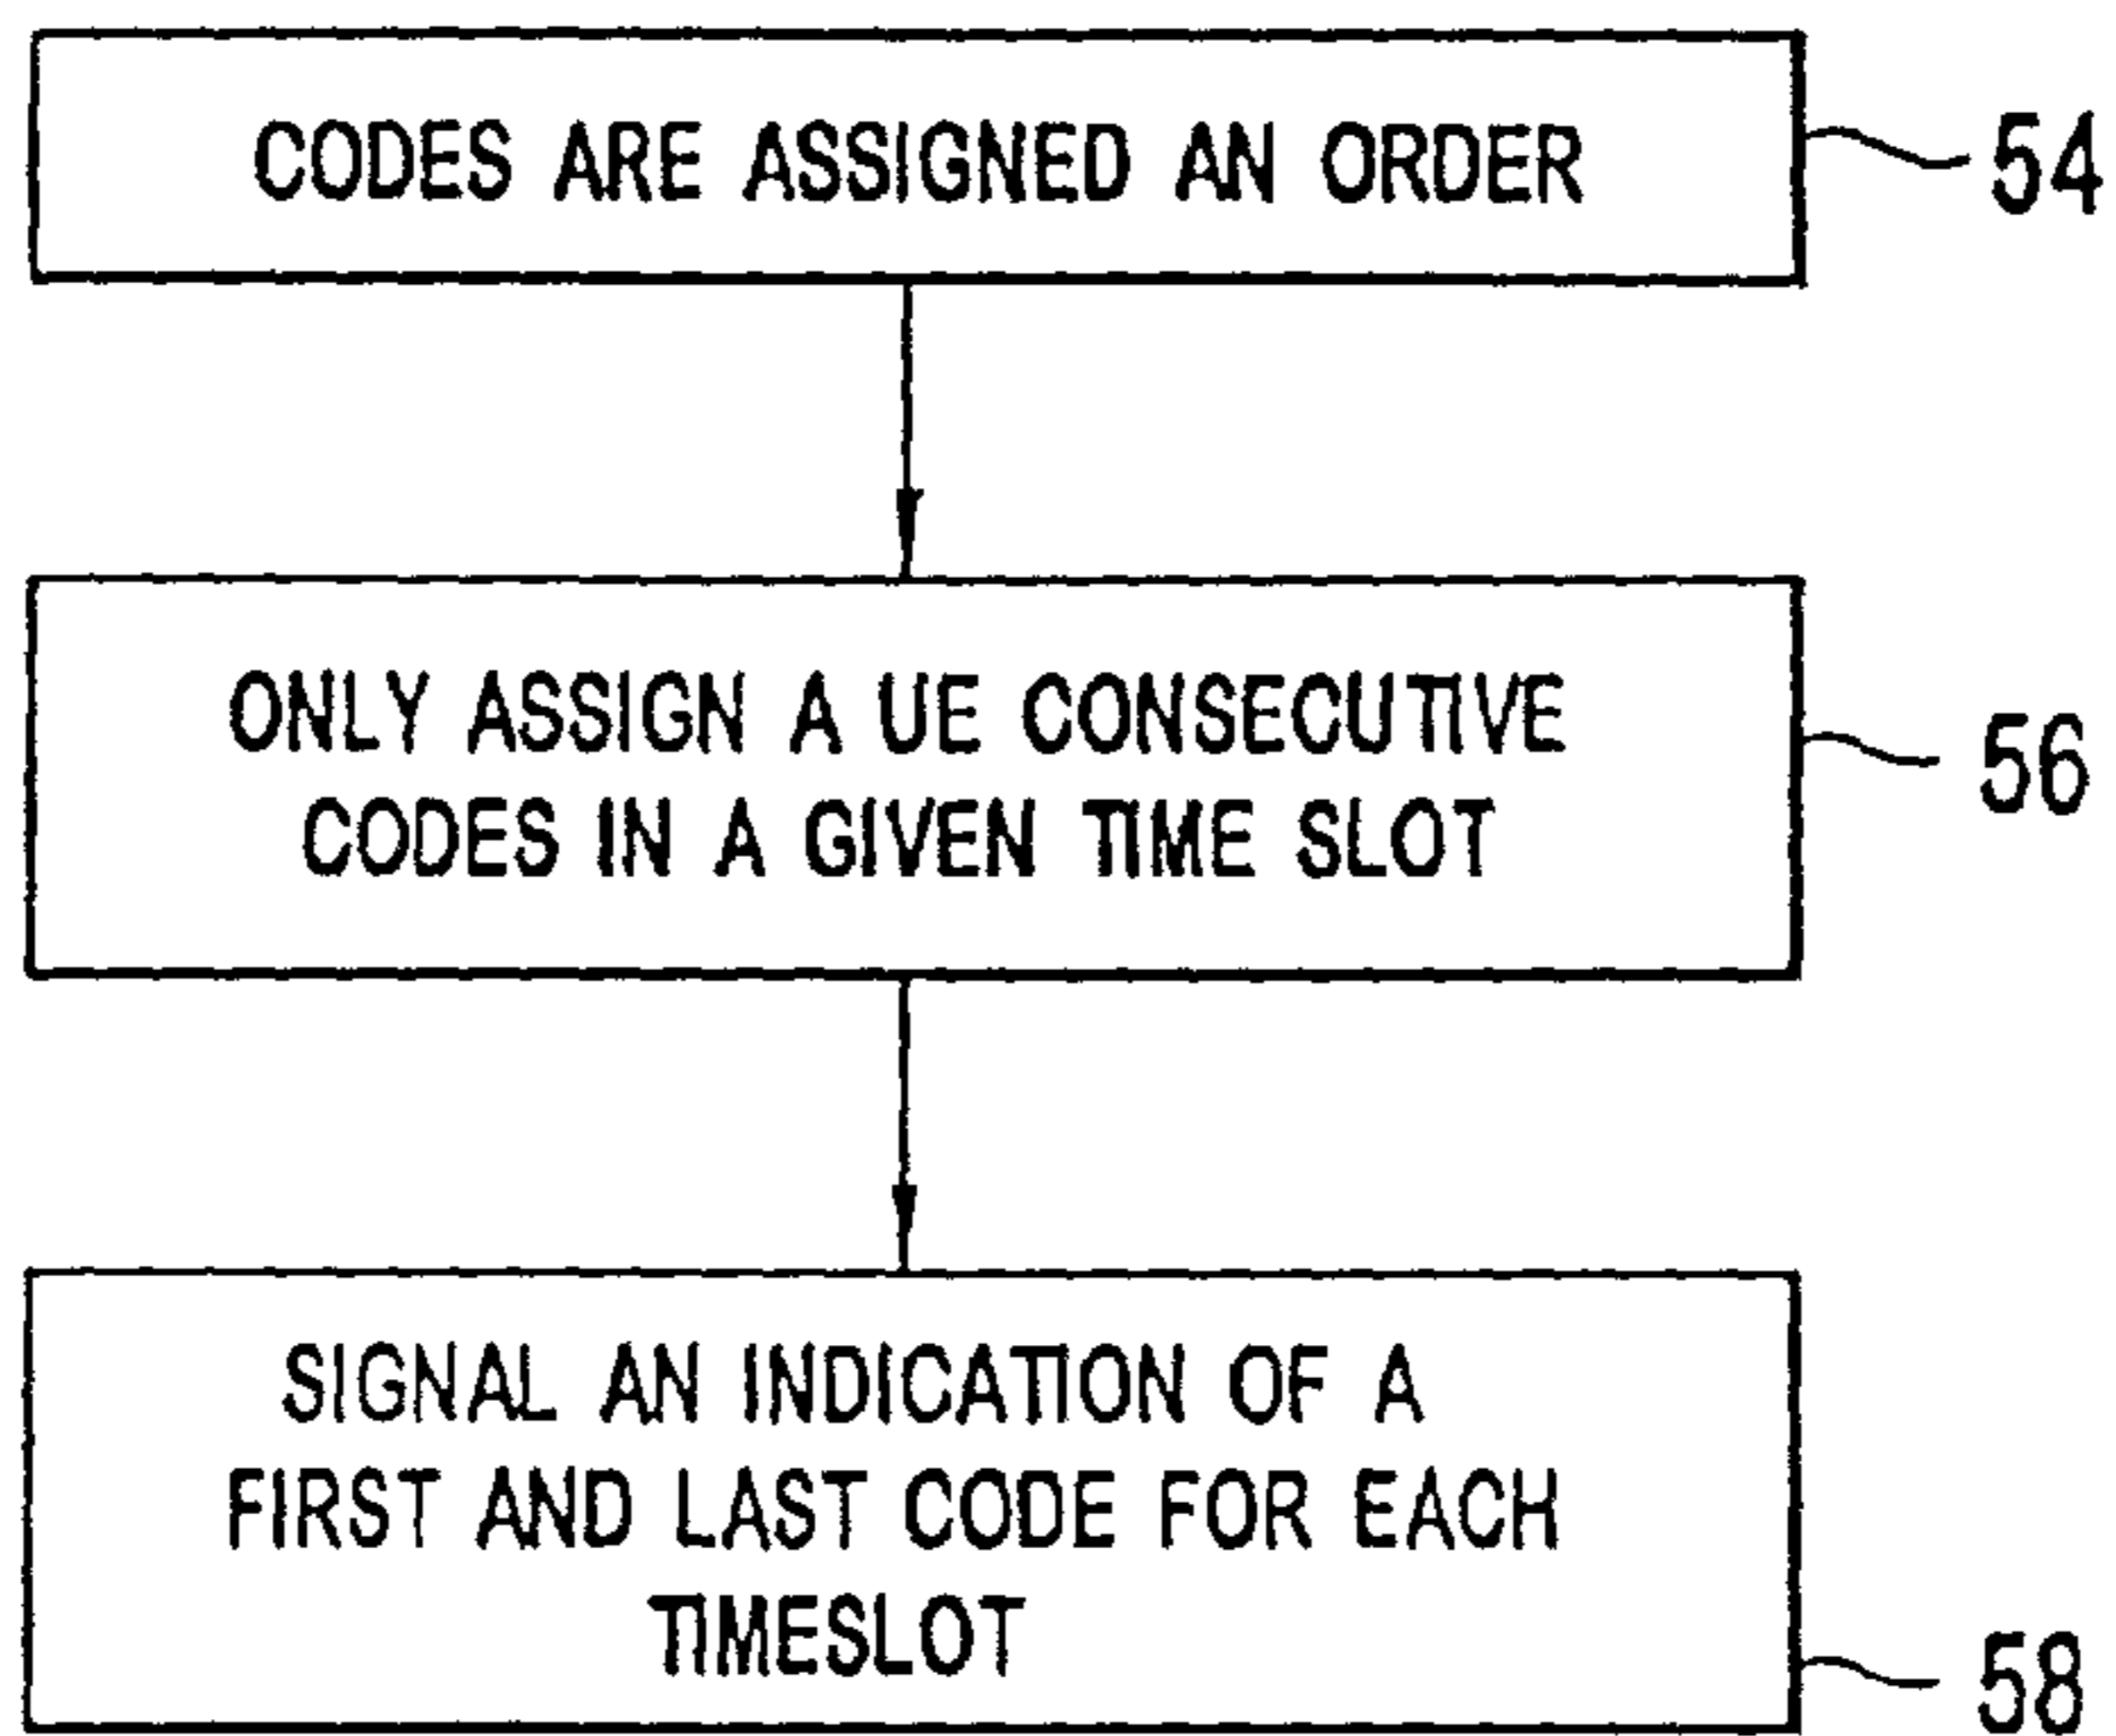 CODES ARE ASSIGNED AN ORDER
54
ONLY ASSIGN A UE CONSECUTIVE
CODES IN A GIVEN TIME SLOT
56
SIGNAL AN INDICATION OF A
FIRST AND LAST CODE FOR EACH
TIMESLOT
58